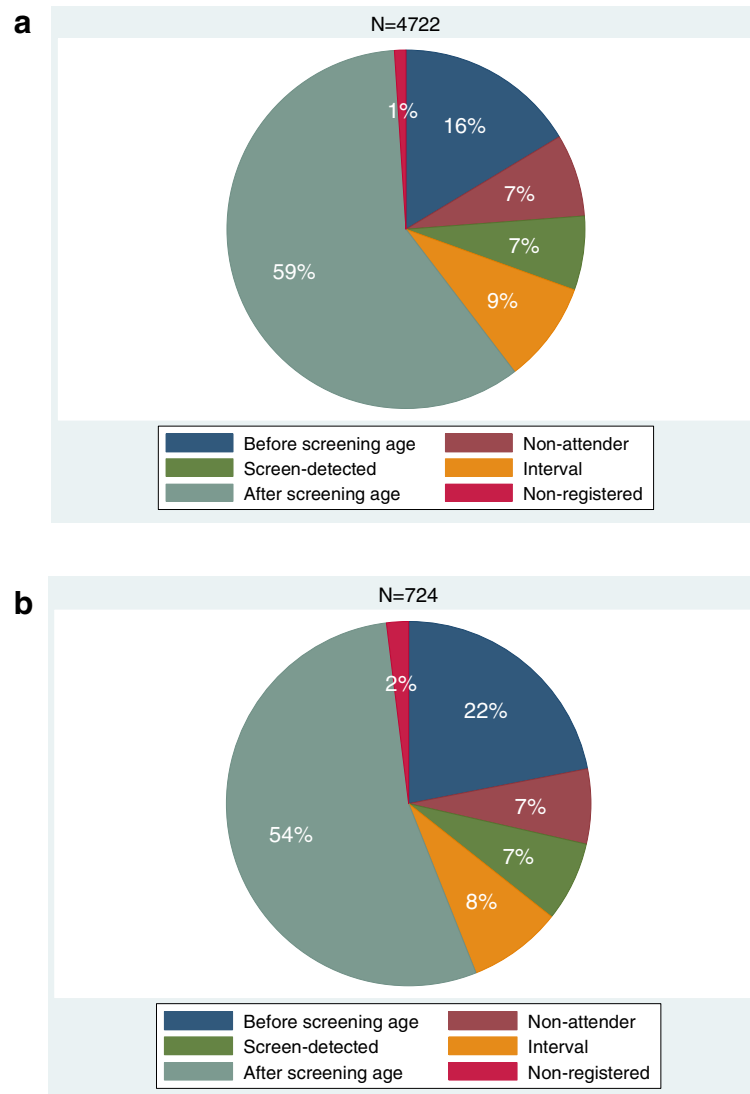 a
N=4722
1%
16%
7%
7%
59%
9%
Before screening age Non-attender
Screen-detected Interval
After screening age Non-registered
b
N=724
2%
22%
7%
54%
7%
8%
Before screening age Non-attender
Screen-detected Interval
After screening age Non-registered